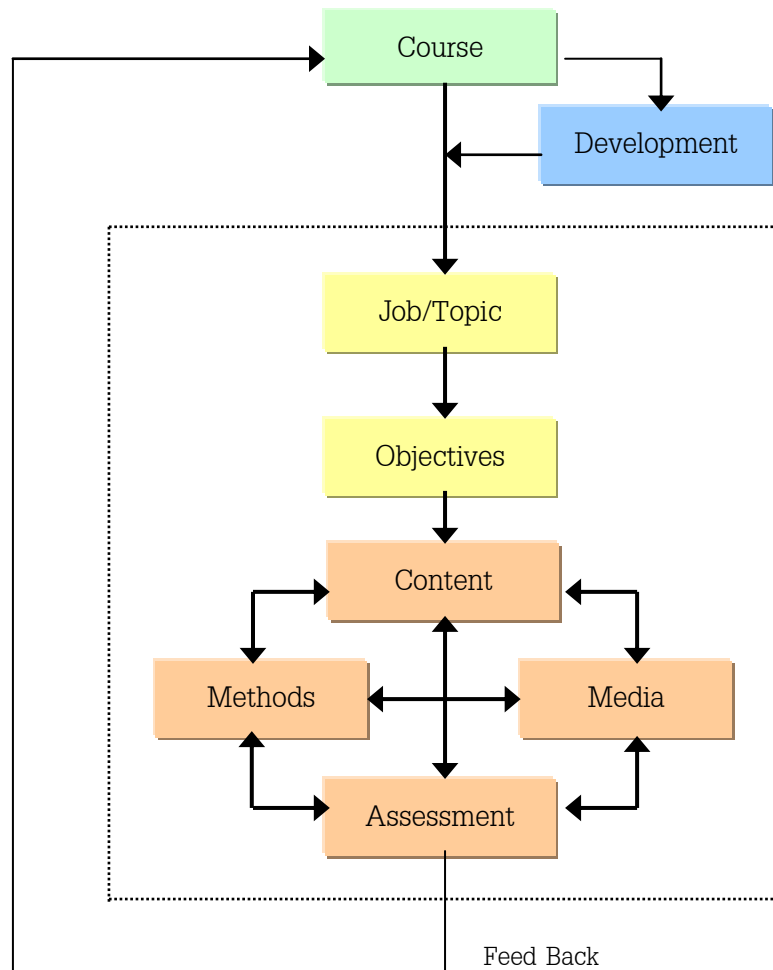 Course
Development
Job/Topic
Objectives
Content
Methods
Media
Assessment
Feed Back